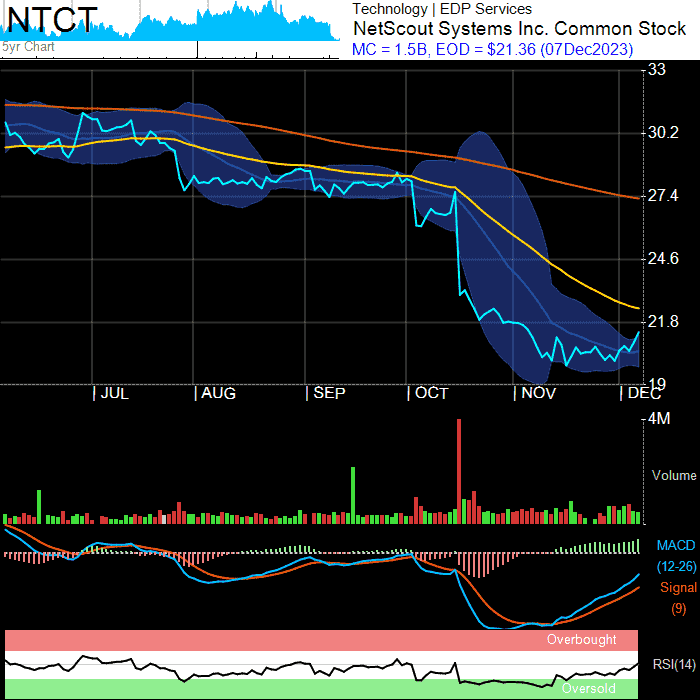 NTCT
5yr Chart
Technology | EDP Services
NetScout Systems Inc. Common Stock
MC = 1.5B, EOD = $21.36 (07Dec2023)
33
30.2
27.4
24.6
21.8
19
JUL
AUG
SEP
OCT
NOV
DEC
4M
Volume
MACD
(12-26)
Signal
(9)
Overbought
RSI(14)
Oversold